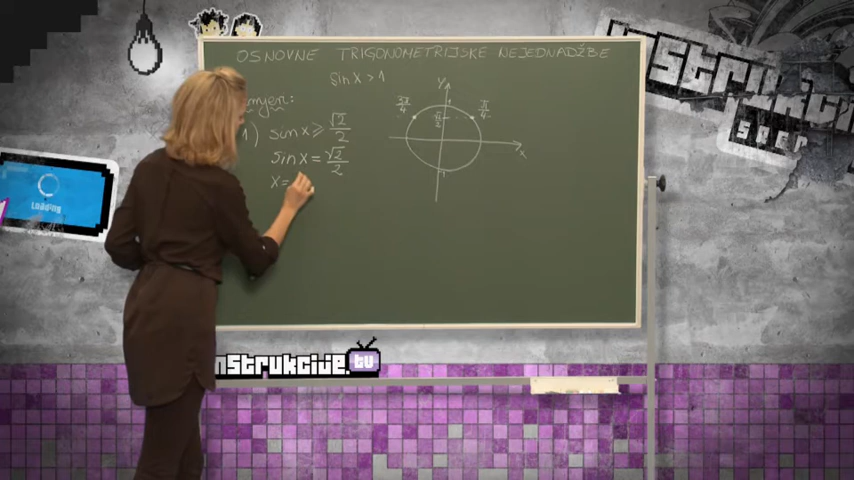 OSNOVNE TRIGONOMETRIJSKE NEJEDNADŽBE
sin x > 1
1) sin x ≥ √2/2
sin x = √2/2
x =
y
3π/4
π/4
√2/2
x
Loading
instrukcije.tv